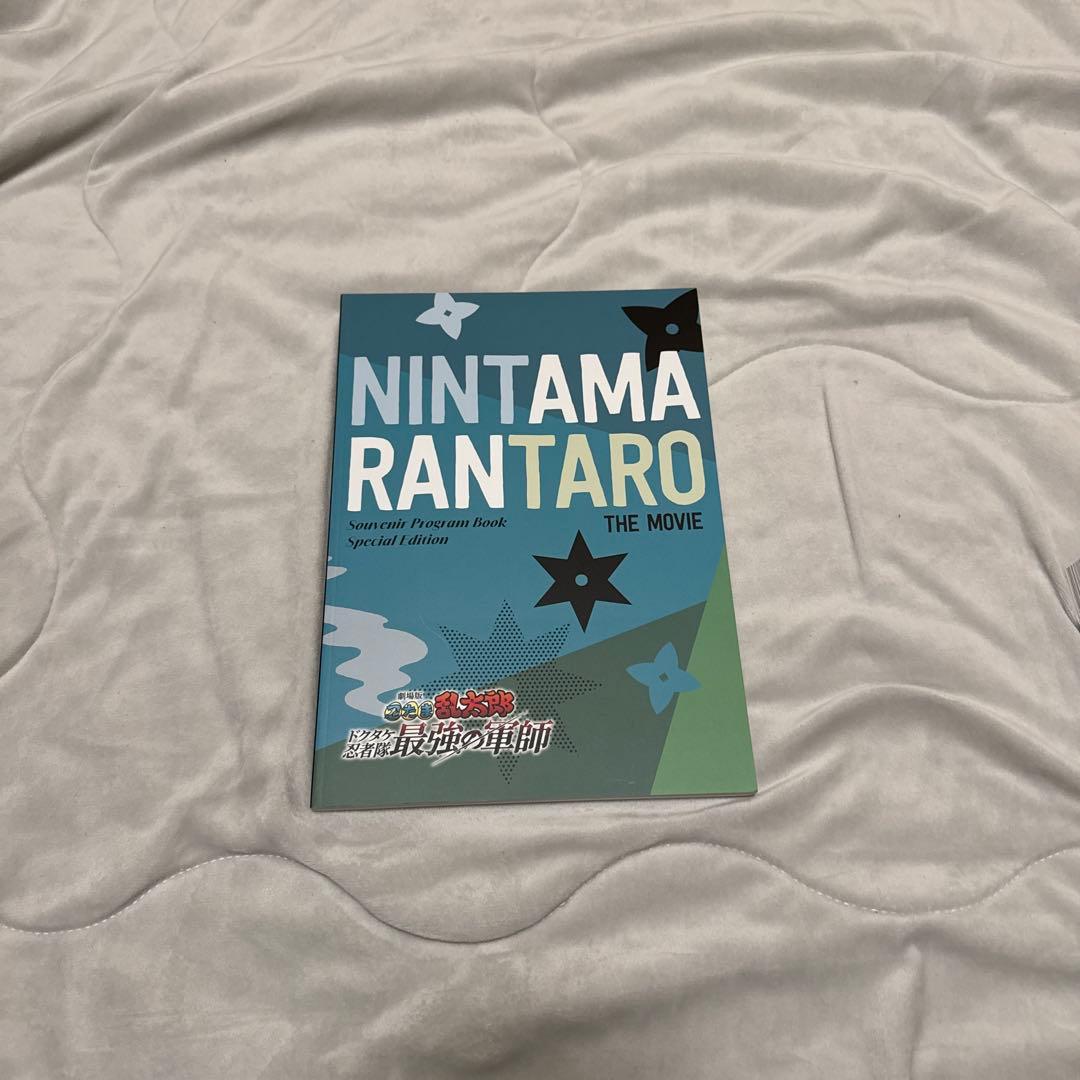 NINTAMA
RANTARO
Souvenir Program Book
Special Edition
THE MOVIE
劇場版
忍たま乱太郎
ドクタケ
忍者隊
最強の軍師